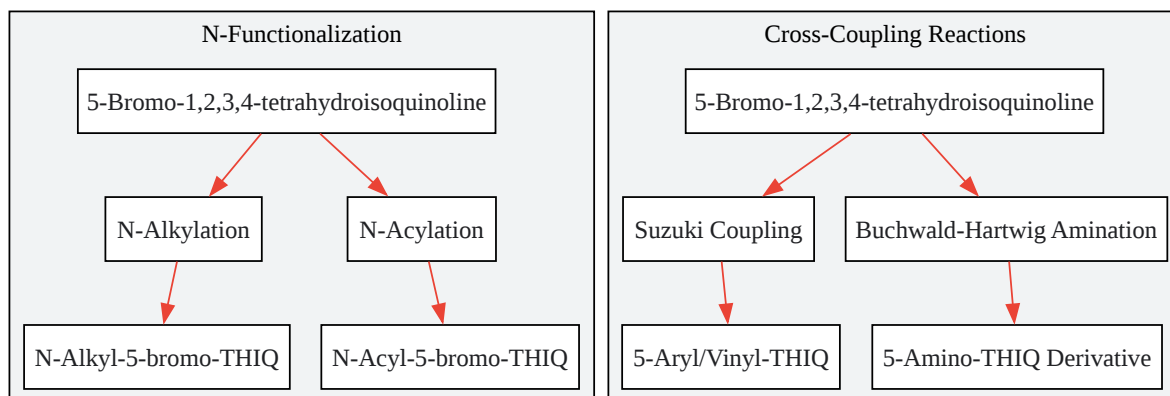 N-Functionalization
5-Bromo-1,2,3,4-tetrahydroisoquinoline
N-Alkylation
N-Acylation
N-Alkyl-5-bromo-THIQ
N-Acyl-5-bromo-THIQ
Cross-Coupling Reactions
5-Bromo-1,2,3,4-tetrahydroisoquinoline
Suzuki Coupling
Buchwald-Hartwig Amination
5-Aryl/Vinyl-THIQ
5-Amino-THIQ Derivative